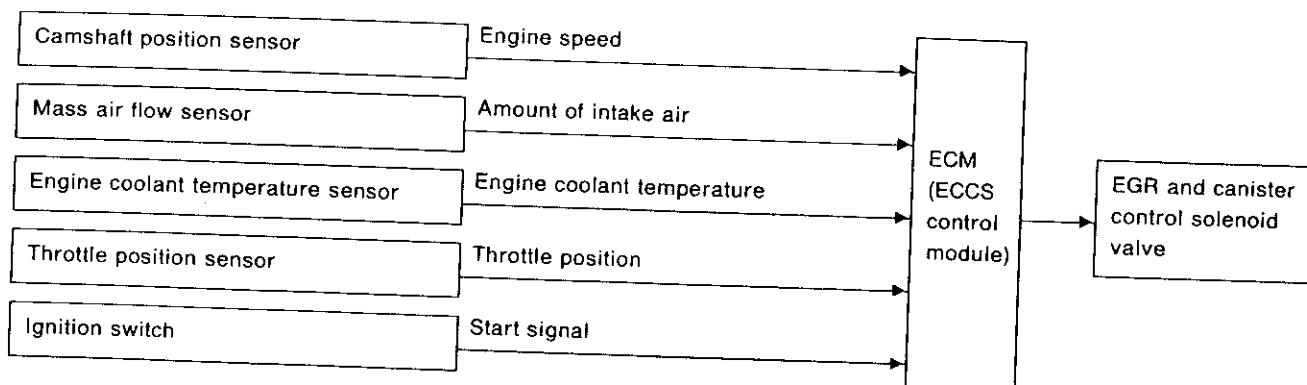 Camshaft position sensor
Engine speed
Mass air flow sensor
Amount of intake air
Engine coolant temperature sensor
Engine coolant temperature
Throttle position sensor
Throttle position
Ignition switch
Start signal
ECM
(ECCS
control
module)
EGR and canister
control solenoid
valve